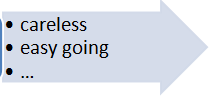 • careless
• easy going
• ...